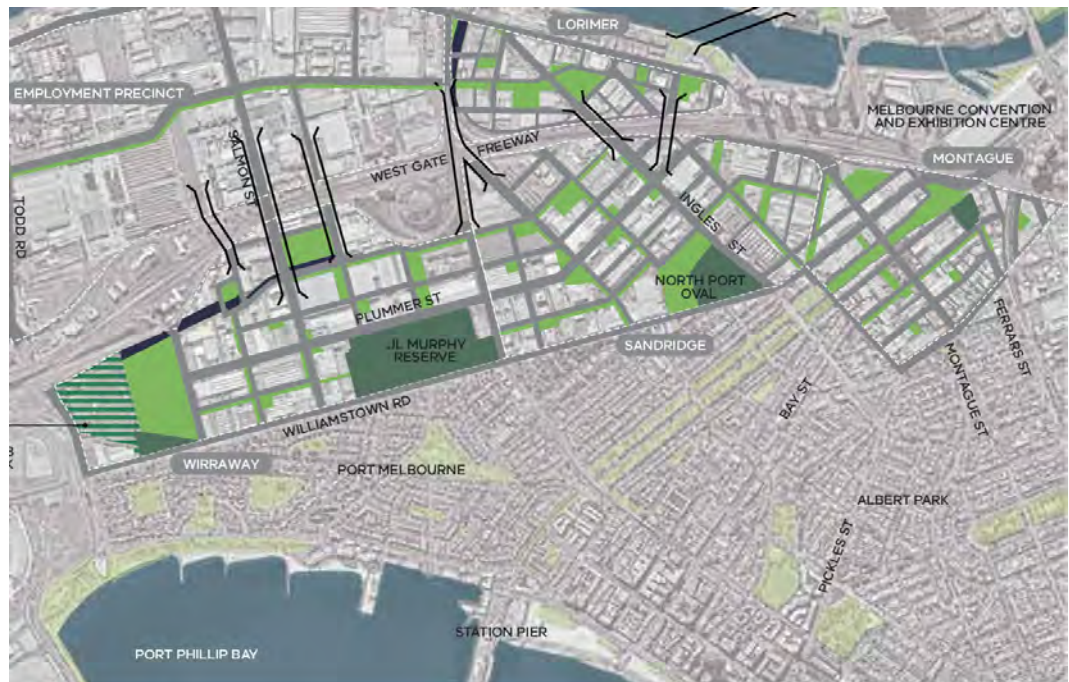 LORIMER
EMPLOYMENT PRECINCT
MELBOURNE CONVENTION
AND EXHIBITION CENTRE
SALMON ST
WEST GATE FREEWAY
MONTAGUE
TODD RD
INGLES ST
NORTH PORT
OVAL
PLUMMER ST
JL MURPHY
RESERVE
SANDRIDGE
FERRARS ST
MONTAGUE ST
BAY ST
WILLIAMSTOWN RD
WIRRAWAY
PORT MELBOURNE
ALBERT PARK
PICKLES ST
STATION PIER
PORT PHILLIP BAY